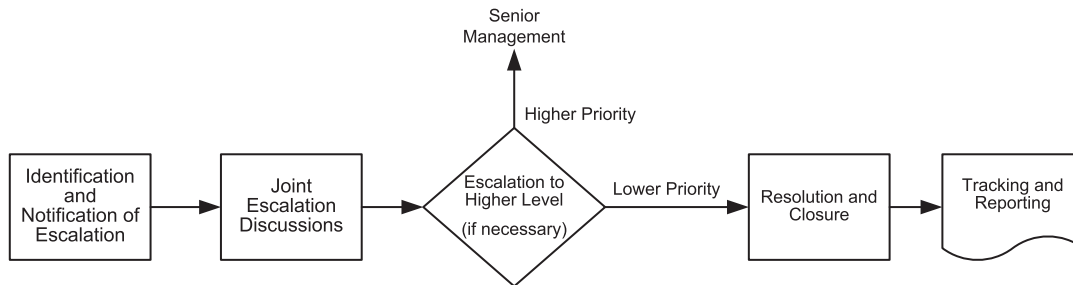 Senior
Management
Higher Priority
Identification
and
Notification of
Escalation
Joint
Escalation
Discussions
Escalation to
Higher Level
(if necessary)
Lower Priority
Resolution and
Closure
Tracking and
Reporting